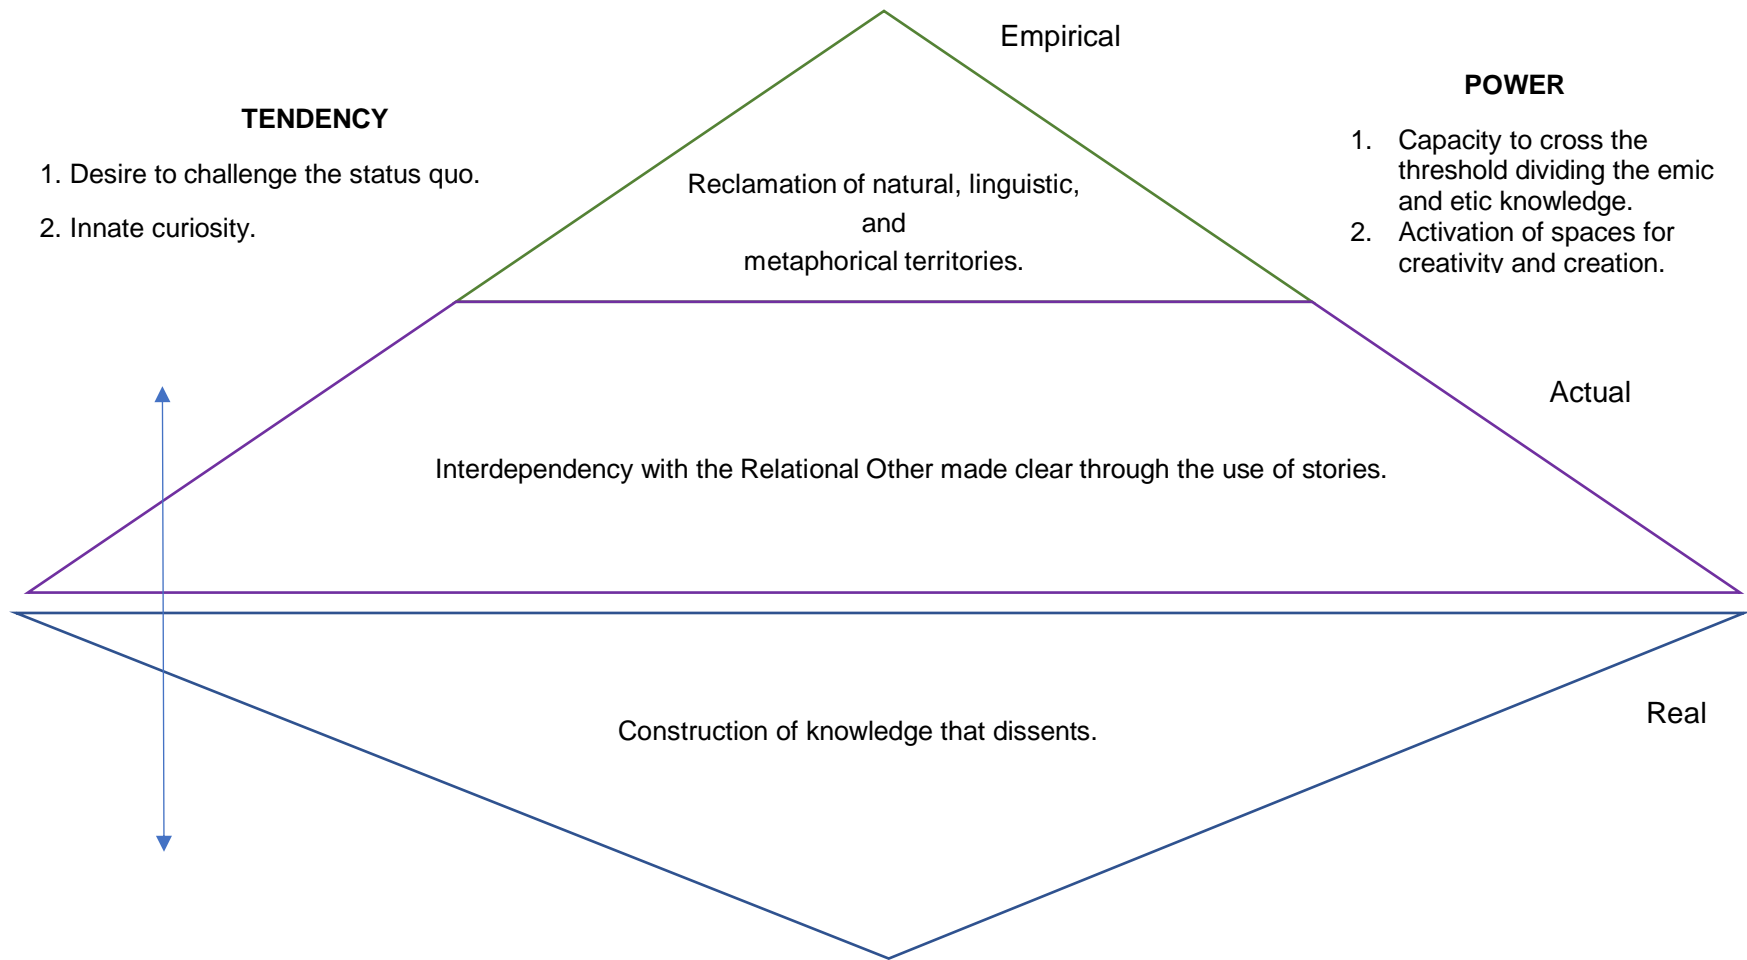 Empirical
TENDENCY
1. Desire to challenge the status quo.
2. Innate curiosity.
POWER
1. Capacity to cross the
threshold dividing the emic
and etic knowledge.
2. Activation of spaces for
creativity and creation.
Reclamation of natural, linguistic,
and
metaphorical territories.
Actual
Interdependency with the Relational Other made clear through the use of stories.
Real
Construction of knowledge that dissents.